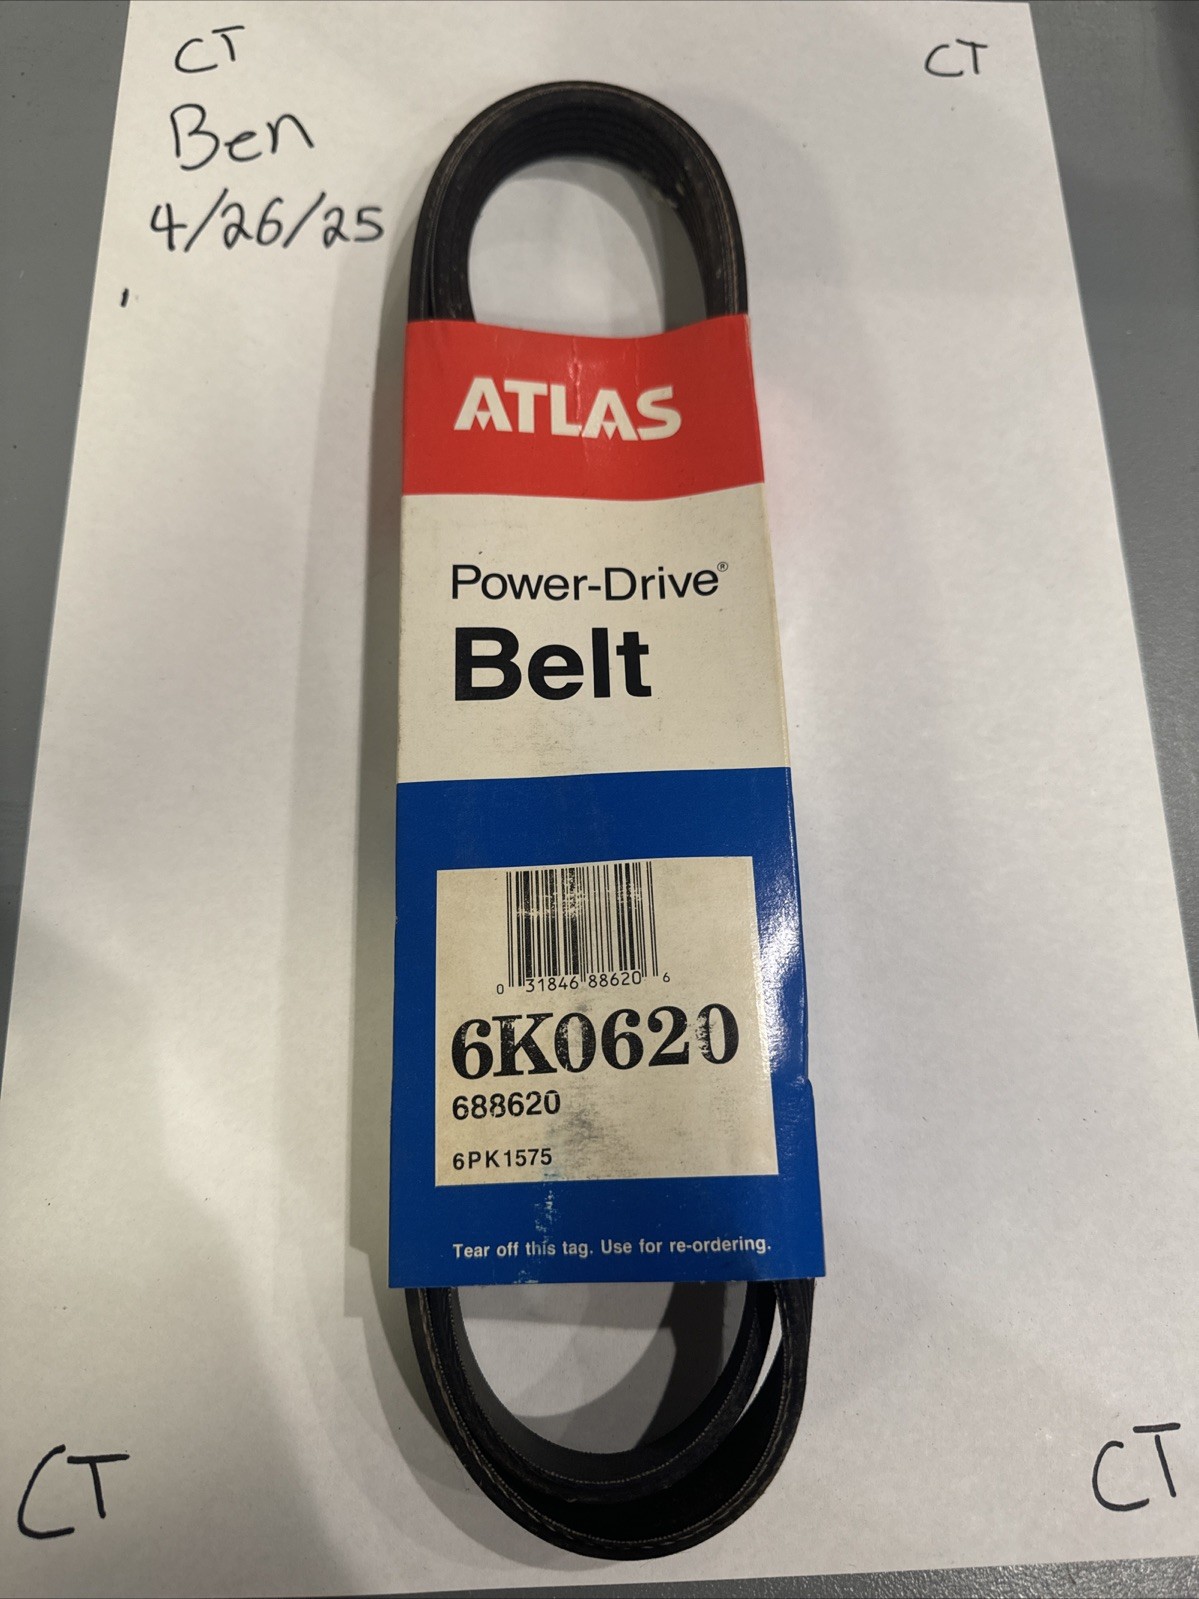 CT
CT
Ben
4/26/25
ATLAS
Power-Drive®
Belt
0 31846 88620 6
6K0620
688620
6PK1575
Tear off this tag. Use for re-ordering.
CT
CT